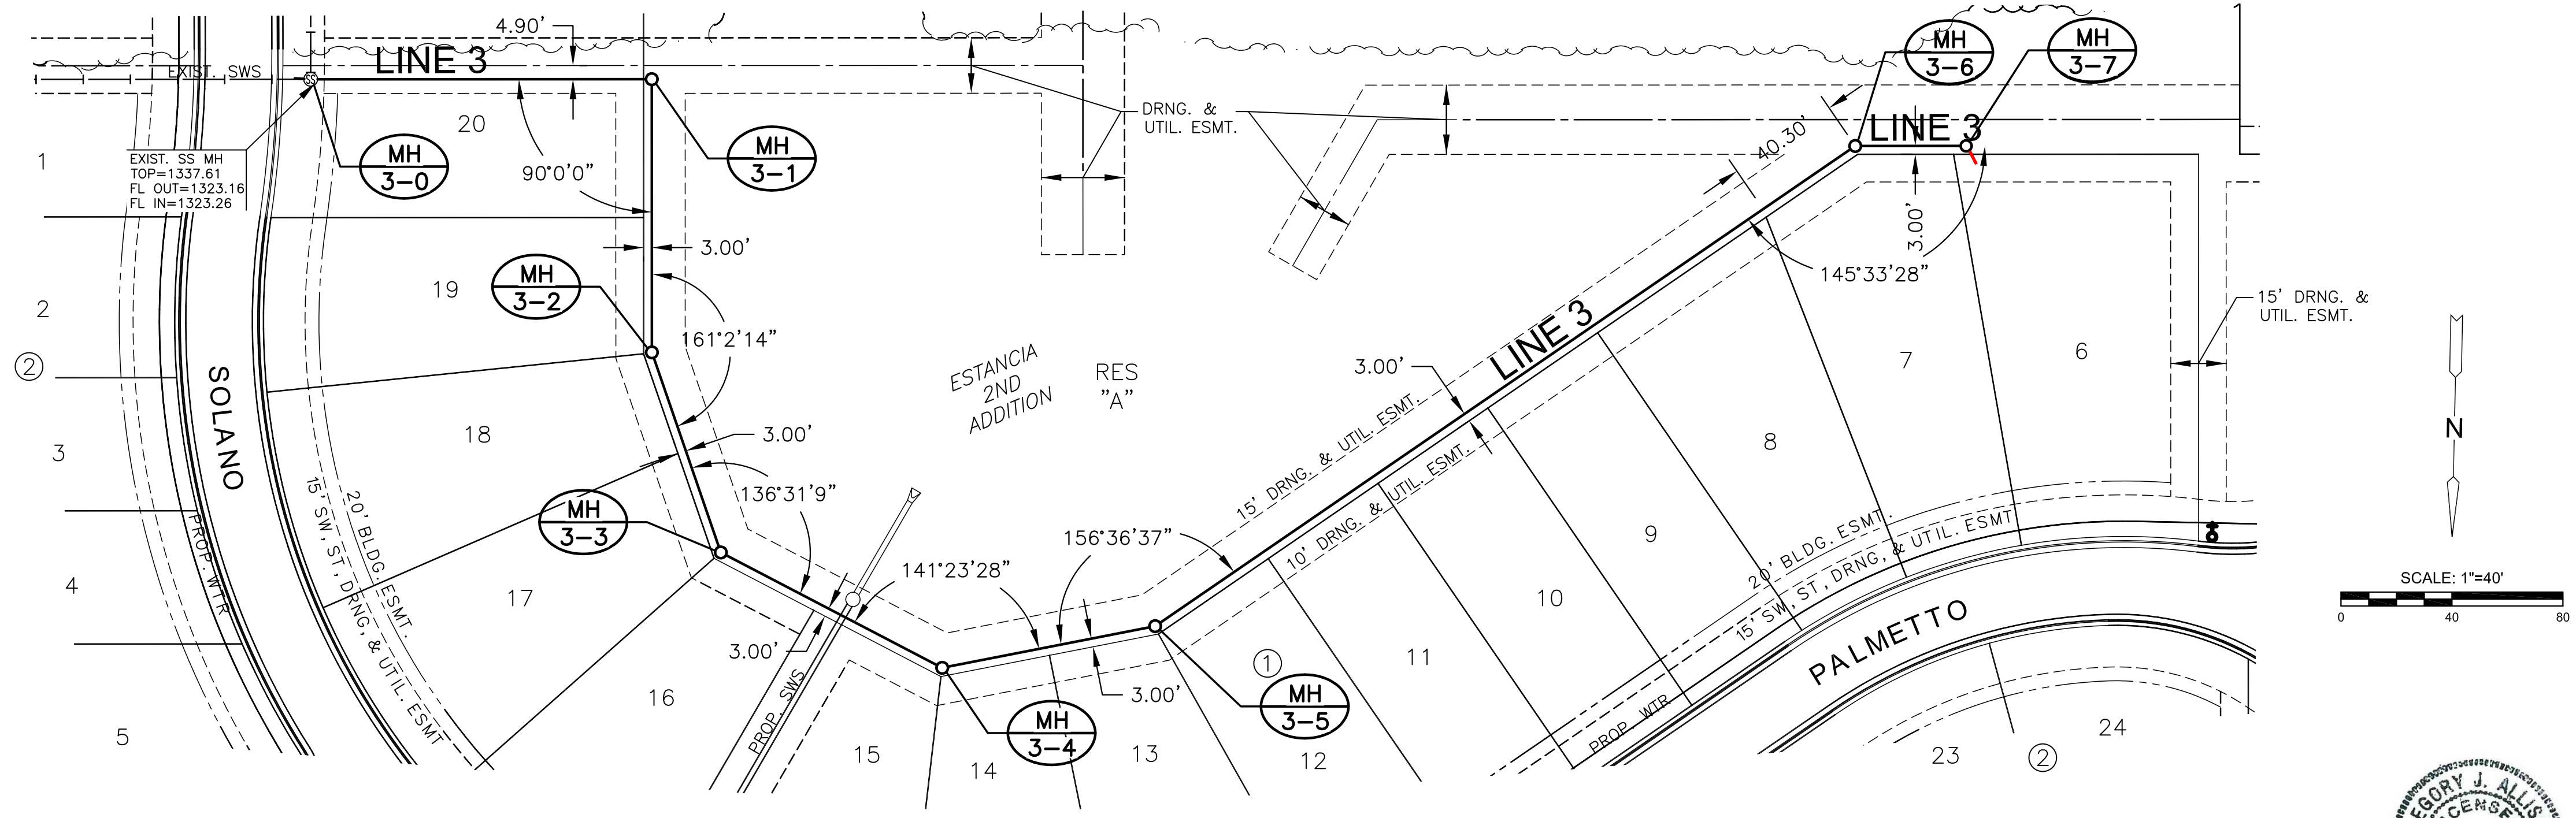 4.90'
LINE 3
EXIST. SWS
20
MH
3-0
90°0'0"
MH
3-1
EXIST. SS MH
TOP=1337.61
FL OUT=1323.16
FL IN=1323.26
1
DRNG. &
UTIL. ESMT.
40.30'
MH
3-6
MH
3-7
LINE 3
3.00'
145°33'28"
3.00'
19
MH
3-2
2
161°2'14"
15' DRNG. &
UTIL. ESMT.
2
SOLANO
ESTANCIA
2ND
ADDITION
RES
"A"
LINE 3
3.00'
6
7
8
9
10
11
N
18
3
3.00'
136°31'9"
MH
3-3
15' DRNG. & UTIL. ESMT.
10' DRNG. & UTIL. ESMT.
156°36'37"
141°23'28"
PROP. WTR
15' SW, ST, DRNG, & UTIL. ESMT
20' BLDG. ESMT.
4
17
3.00'
20' BLDG. ESMT.
15' SW, ST, DRNG, & UTIL. ESMT
SCALE: 1"=40'
0 40 80
PALMETTO
PROP. WTR
5
16
PROP. SWS
15
14
MH
3-4
3.00'
13
1
MH
3-5
12
23
2
24
EGORY J. ALLIS
CENSE